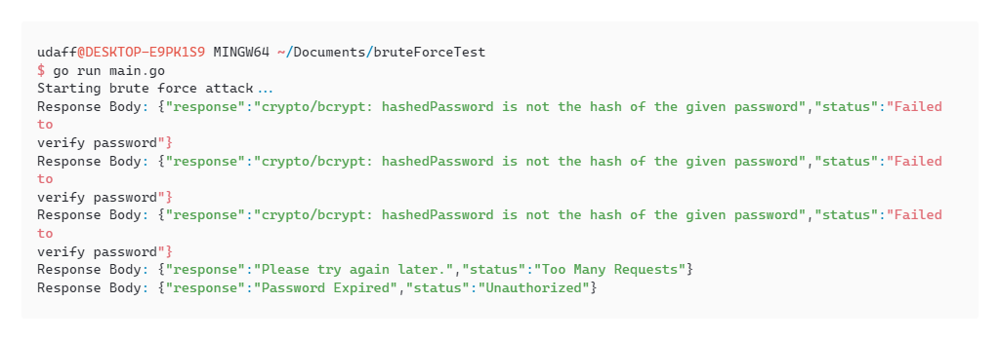 udaff@DESKTOP-E9PK1S9 MINGW64 ~/Documents/bruteForceTest
$ go run main.go
Starting brute force attack...
Response Body: {"response":"crypto/bcrypt: hashedPassword is not the hash of the given password","status":"Failed
to
verify password"}
Response Body: {"response":"crypto/bcrypt: hashedPassword is not the hash of the given password","status":"Failed
to
verify password"}
Response Body: {"response":"crypto/bcrypt: hashedPassword is not the hash of the given password","status":"Failed
to
verify password"}
Response Body: {"response":"Please try again later.","status":"Too Many Requests"}
Response Body: {"response":"Password Expired","status":"Unauthorized"}